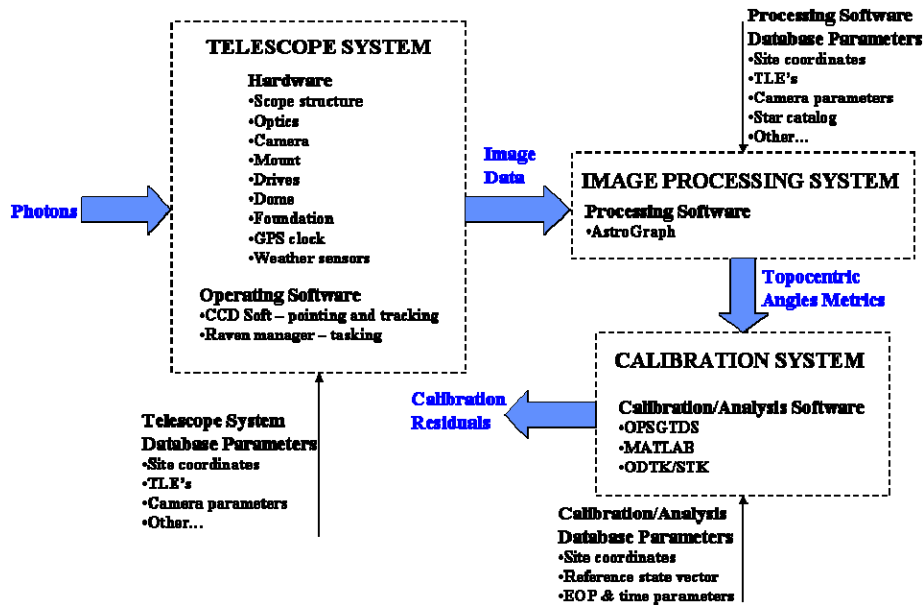 Photons
TELESCOPE SYSTEM
Hardware
•Scope structure
•Optics
•Camera
•Mount
•Drives
•Dome
•Foundation
•GPS clock
•Weather sensors
Operating Software
•CCD Soft – pointing and tracking
•Raven manager – tasking
Telescope System
Database Parameters
•Site coordinates
•TLE's
•Camera parameters
•Other...
Image
Data
Processing Software
Database Parameters
•Site coordinates
•TLE's
•Camera parameters
•Star catalog
•Other...
IMAGE PROCESSING SYSTEM
Processing Software
•AstroGraph
Topocentric
Angles Metrics
CALIBRATION SYSTEM
Calibration/Analysis Software
•OPSGTDS
•MATLAB
•ODTK/STK
Calibration
Residuals
Calibration/Analysis
Database Parameters
•Site coordinates
•Reference state vector
•EOP & time parameters